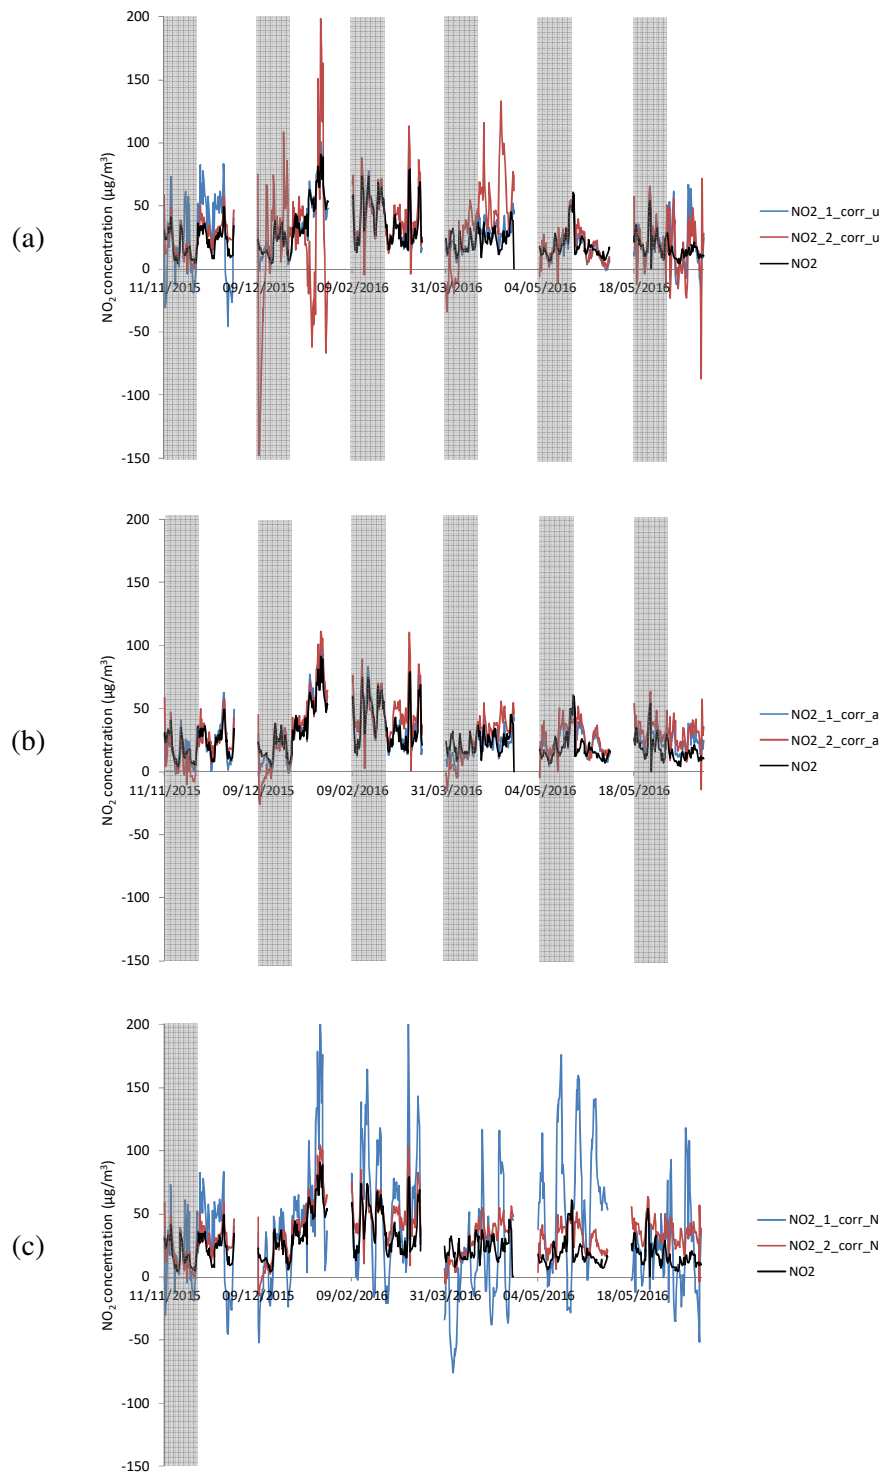 (a)
NO2 concentration (µg/m³)
200
150
100
50
0
-50
-100
-150
11/11/2015
09/12/2015
09/02/2016
31/03/2016
04/05/2016
18/05/2016
NO2_1_corr_u
NO2_2_corr_u
NO2
(b)
NO2 concentration (µg/m³)
200
150
100
50
0
-50
-100
-150
11/11/2015
09/12/2015
09/02/2016
31/03/2016
04/05/2016
18/05/2016
NO2_1_corr_a
NO2_2_corr_a
NO2
(c)
NO2 concentration (µg/m³)
200
150
100
50
0
-50
-100
-150
11/11/2015
09/12/2015
09/02/2016
31/03/2016
04/05/2016
18/05/2016
NO2_1_corr_N
NO2_2_corr_N
NO2